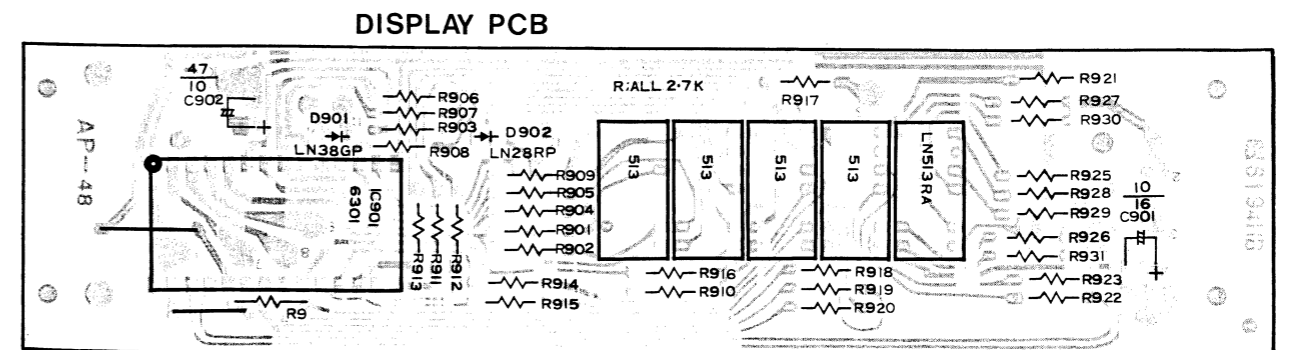 DISPLAY PCB
47
10
C902
D901
LN38GP
R906
R907
R903
R908
D902
LN28RP
R:ALL 2·7K
R917
R921
R927
R930
AP-48
IC901
6301
R909
R905
R904
R901
R902
513
513
513
513
LN513RA
R925
R928
R929
R926
R931
10
16
C901
R913
R911
R912
R914
R915
R916
R910
R918
R919
R920
R923
R922
R9